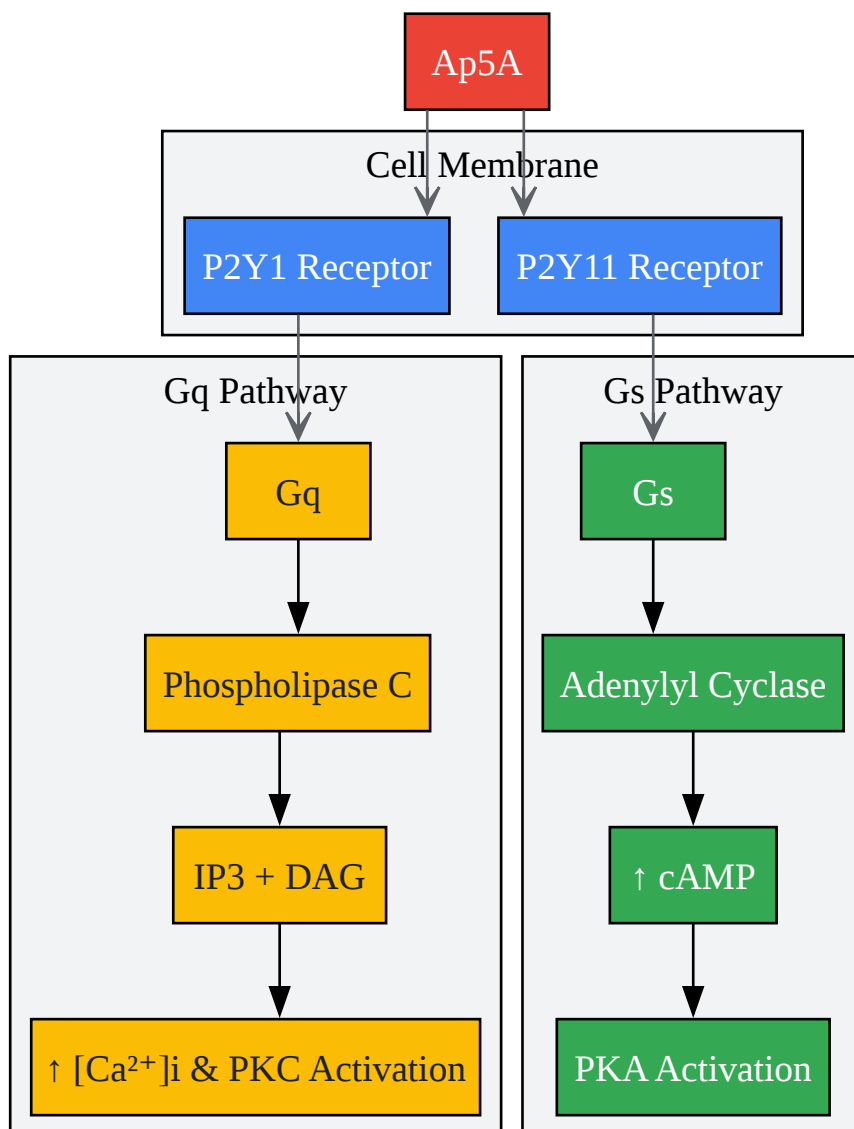 Ap5A
Cell Membrane
P2Y1 Receptor
P2Y11 Receptor
Gq Pathway
Gs Pathway
Gq
Gs
Phospholipase C
Adenylyl Cyclase
IP3 + DAG
↑ cAMP
↑ [Ca²⁺]i & PKC Activation
PKA Activation